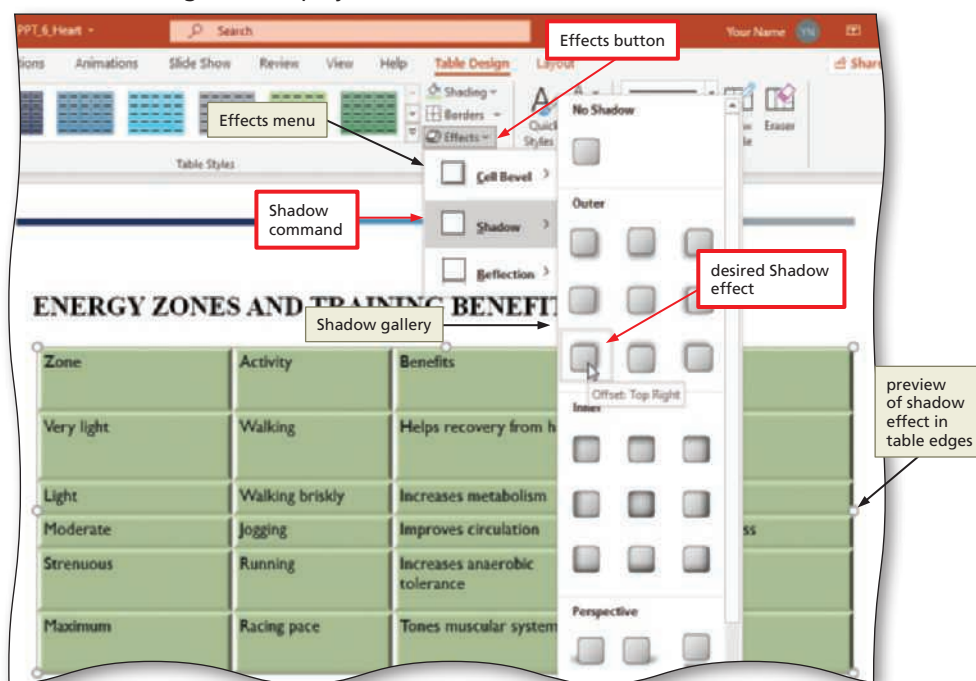 PPT_6_Heart
Search
Your Name
YN
Effects button
tions Animations Slide Show Review View Help Table Design Layout
Share
Shading
Borders
Effects
Quick
Styles
Eraser
Table Styles
Effects menu
No Shadow
Cell Bevel
Shadow
command
Shadow
Outer
Reflection
desired Shadow
effect
ENERGY ZONES AND TRAINING BENEFIT
Shadow gallery
Offset: Top Right
Inner
Perspective
preview
of shadow
effect in
table edges
Zone Activity Benefits
Very light Walking Helps recovery from h
Light Walking briskly Increases metabolism
Moderate Jogging Improves circulation ss
Strenuous Running Increases anaerobic
tolerance
Maximum Racing pace Tones muscular system